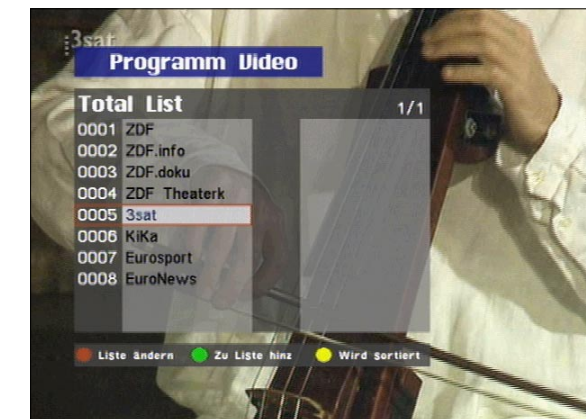 3sat
Programm Video
Total List 1/1
0001 ZDF
0002 ZDF.info
0003 ZDF.doku
0004 ZDF Theaterk
0005 3sat
0006 KiKa
0007 Eurosport
0008 EuroNews
Liste ändern Zu Liste hinz Wird sortiert